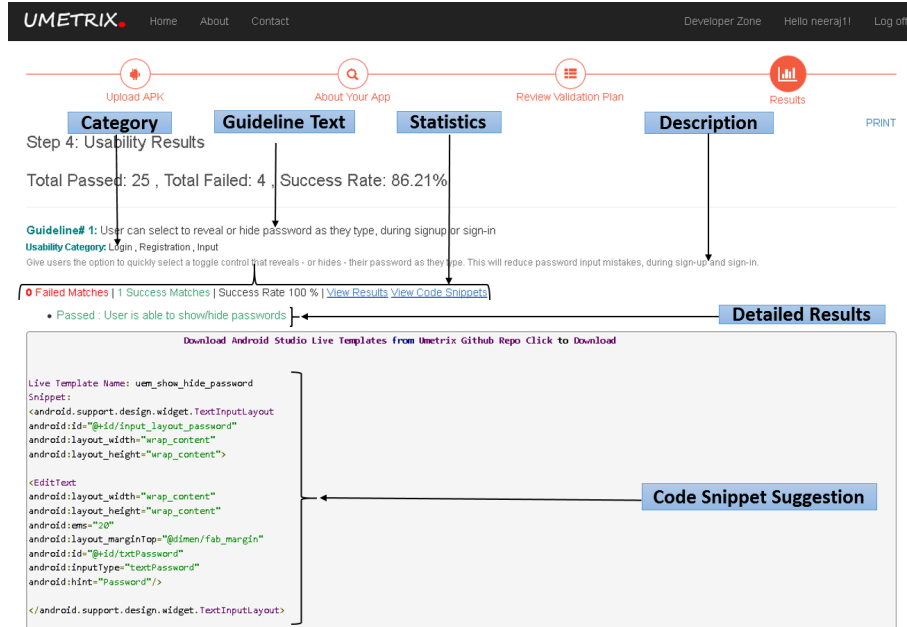 UMETRIX. Home About Contact Developer Zone Hello neeraj1! Log off
Upload APK About Your App Review Validation Plan Results
Category Guideline Text Statistics Description
PRINT
Step 4: Usability Results
Total Passed: 25 , Total Failed: 4 , Success Rate: 86.21%
Guideline# 1: User can select to reveal or hide password as they type, during signup or sign-in
Usability Category: Login , Registration , Input
Give users the option to quickly select a toggle control that reveals - or hides - their password as they type. This will reduce password input mistakes, during sign-up and sign-in.
0 Failed Matches | 1 Success Matches | Success Rate 100 % | View Results View Code Snippets
• Passed : User is able to show/hide passwords
Detailed Results
Download Android Studio Live Templates from Umetrix Github Repo Click to Download
Live Template Name: uem_show_hide_password
Snippet:
<android.support.design.widget.TextInputLayout
android:id="@+id/input_layout_password"
android:layout_width="wrap_content"
android:layout_height="wrap_content">
<EditText
android:layout_width="wrap_content"
android:layout_height="wrap_content"
android:ems="20"
android:layout_marginTop="@dimen/fab_margin"
android:id="@+id/txtPassword"
android:inputType="textPassword"
android:hint="Password"/>
</android.support.design.widget.TextInputLayout>
Code Snippet Suggestion